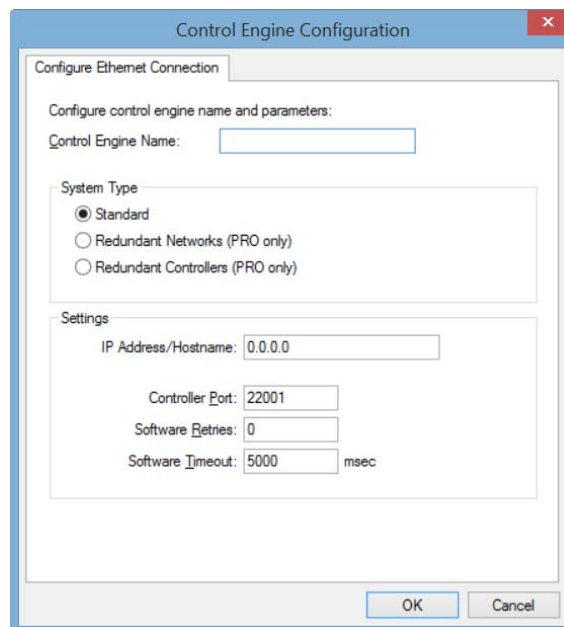 Control Engine Configuration
Configure Ethernet Connection
Configure control engine name and parameters:
Control Engine Name:
System Type
Standard
Redundant Networks (PRO only)
Redundant Controllers (PRO only)
Settings
IP Address/Hostname: 0.0.0.0
Controller Port: 22001
Software Retries: 0
Software Timeout: 5000 msec
OK Cancel